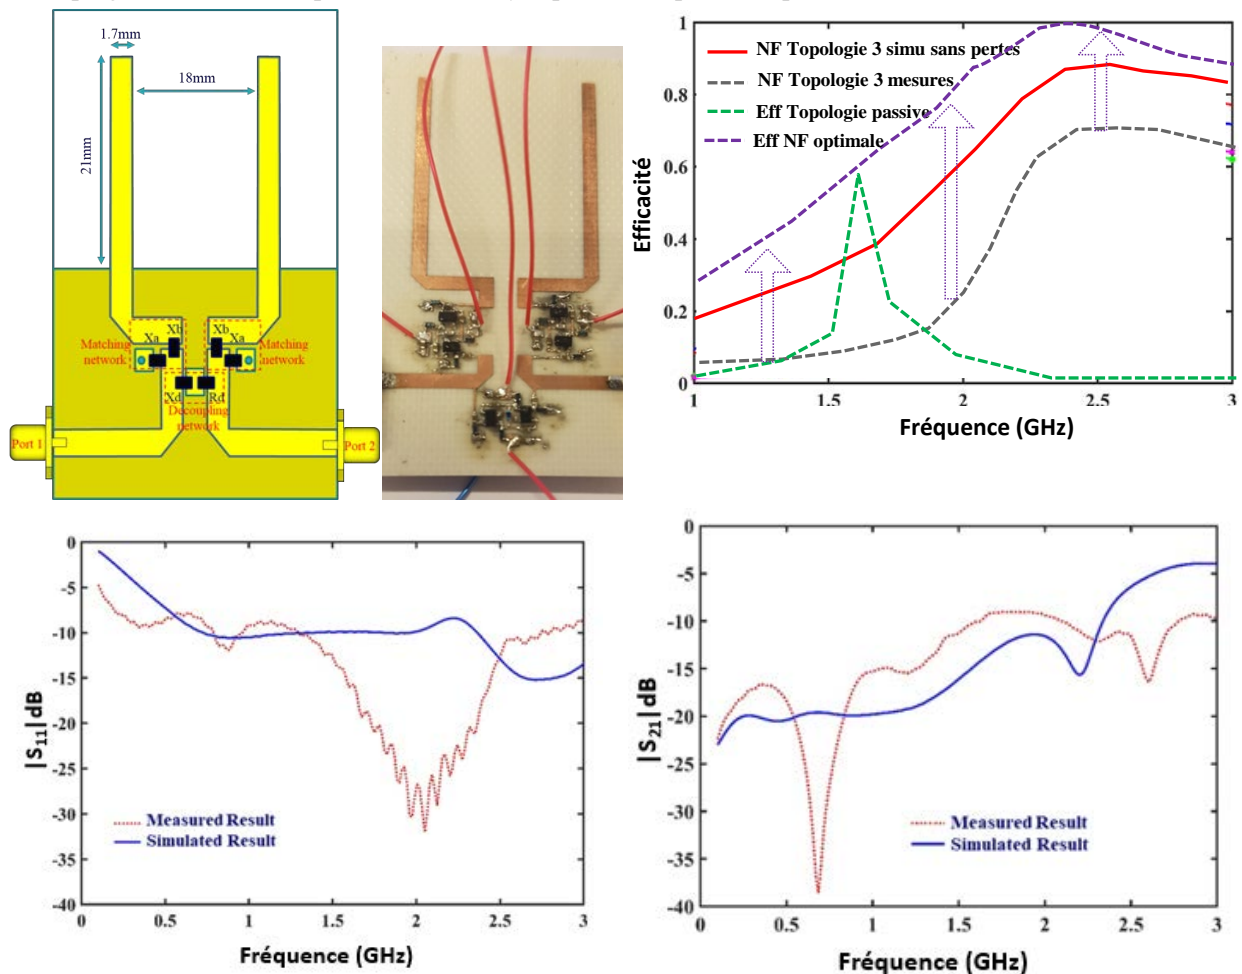 1.7mm
18mm
21mm
Xb
Xb
Xa
Xa
Matching
network
Matching
network
Xd
Rd
Decoupling
network
Port 1
Port 2
NF Topologie 3 simu sans pertes
NF Topologie 3 mesures
Eff Topologie passive
Eff NF optimale
Efficacité
1
0.8
0.6
0.4
0.2
0
1
1.5
2
2.5
3
Fréquence (GHz)
|S11|dB
0
-5
-10
-15
-20
-25
-30
-35
-40
Measured Result
Simulated Result
0
0.5
1
1.5
2
2.5
3
Fréquence (GHz)
|S21|dB
0
-5
-10
-15
-20
-25
-30
-35
-40
Measured Result
Simulated Result
0
0.5
1
1.5
2
2.5
3
Fréquence (GHz)